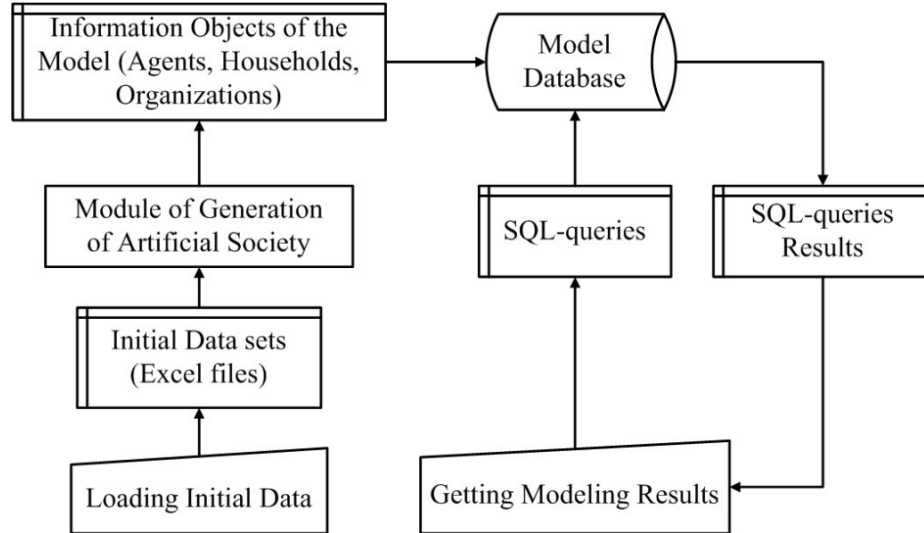 Information Objects of the
Model (Agents, Households,
Organizations)
Model
Database
Module of Generation
of Artificial Society
SQL-queries
SQL-queries
Results
Initial Data sets
(Excel files)
Loading Initial Data
Getting Modeling Results